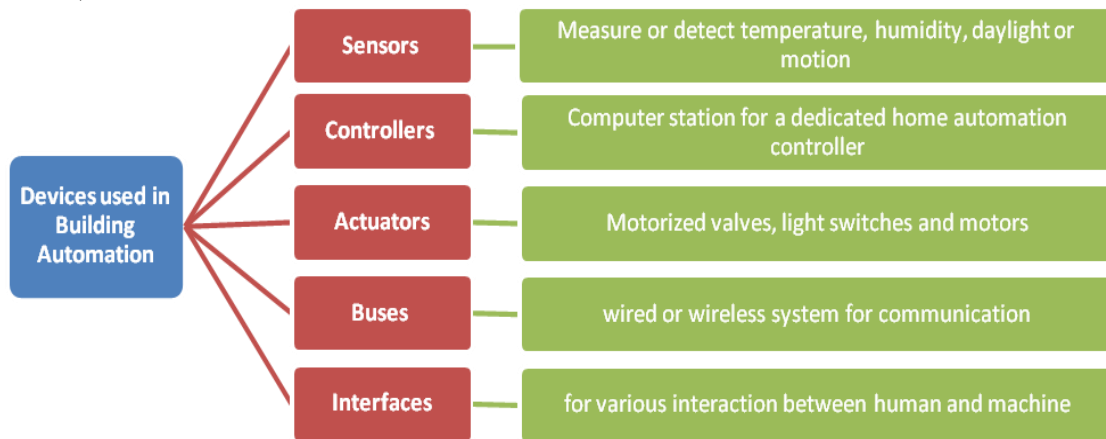 Devices used in
Building
Automation
Sensors
Measure or detect temperature, humidity, daylight or
motion
Controllers
Computer station for a dedicated home automation
controller
Actuators
Motorized valves, light switches and motors
Buses
wired or wireless system for communication
Interfaces
for various interaction between human and machine